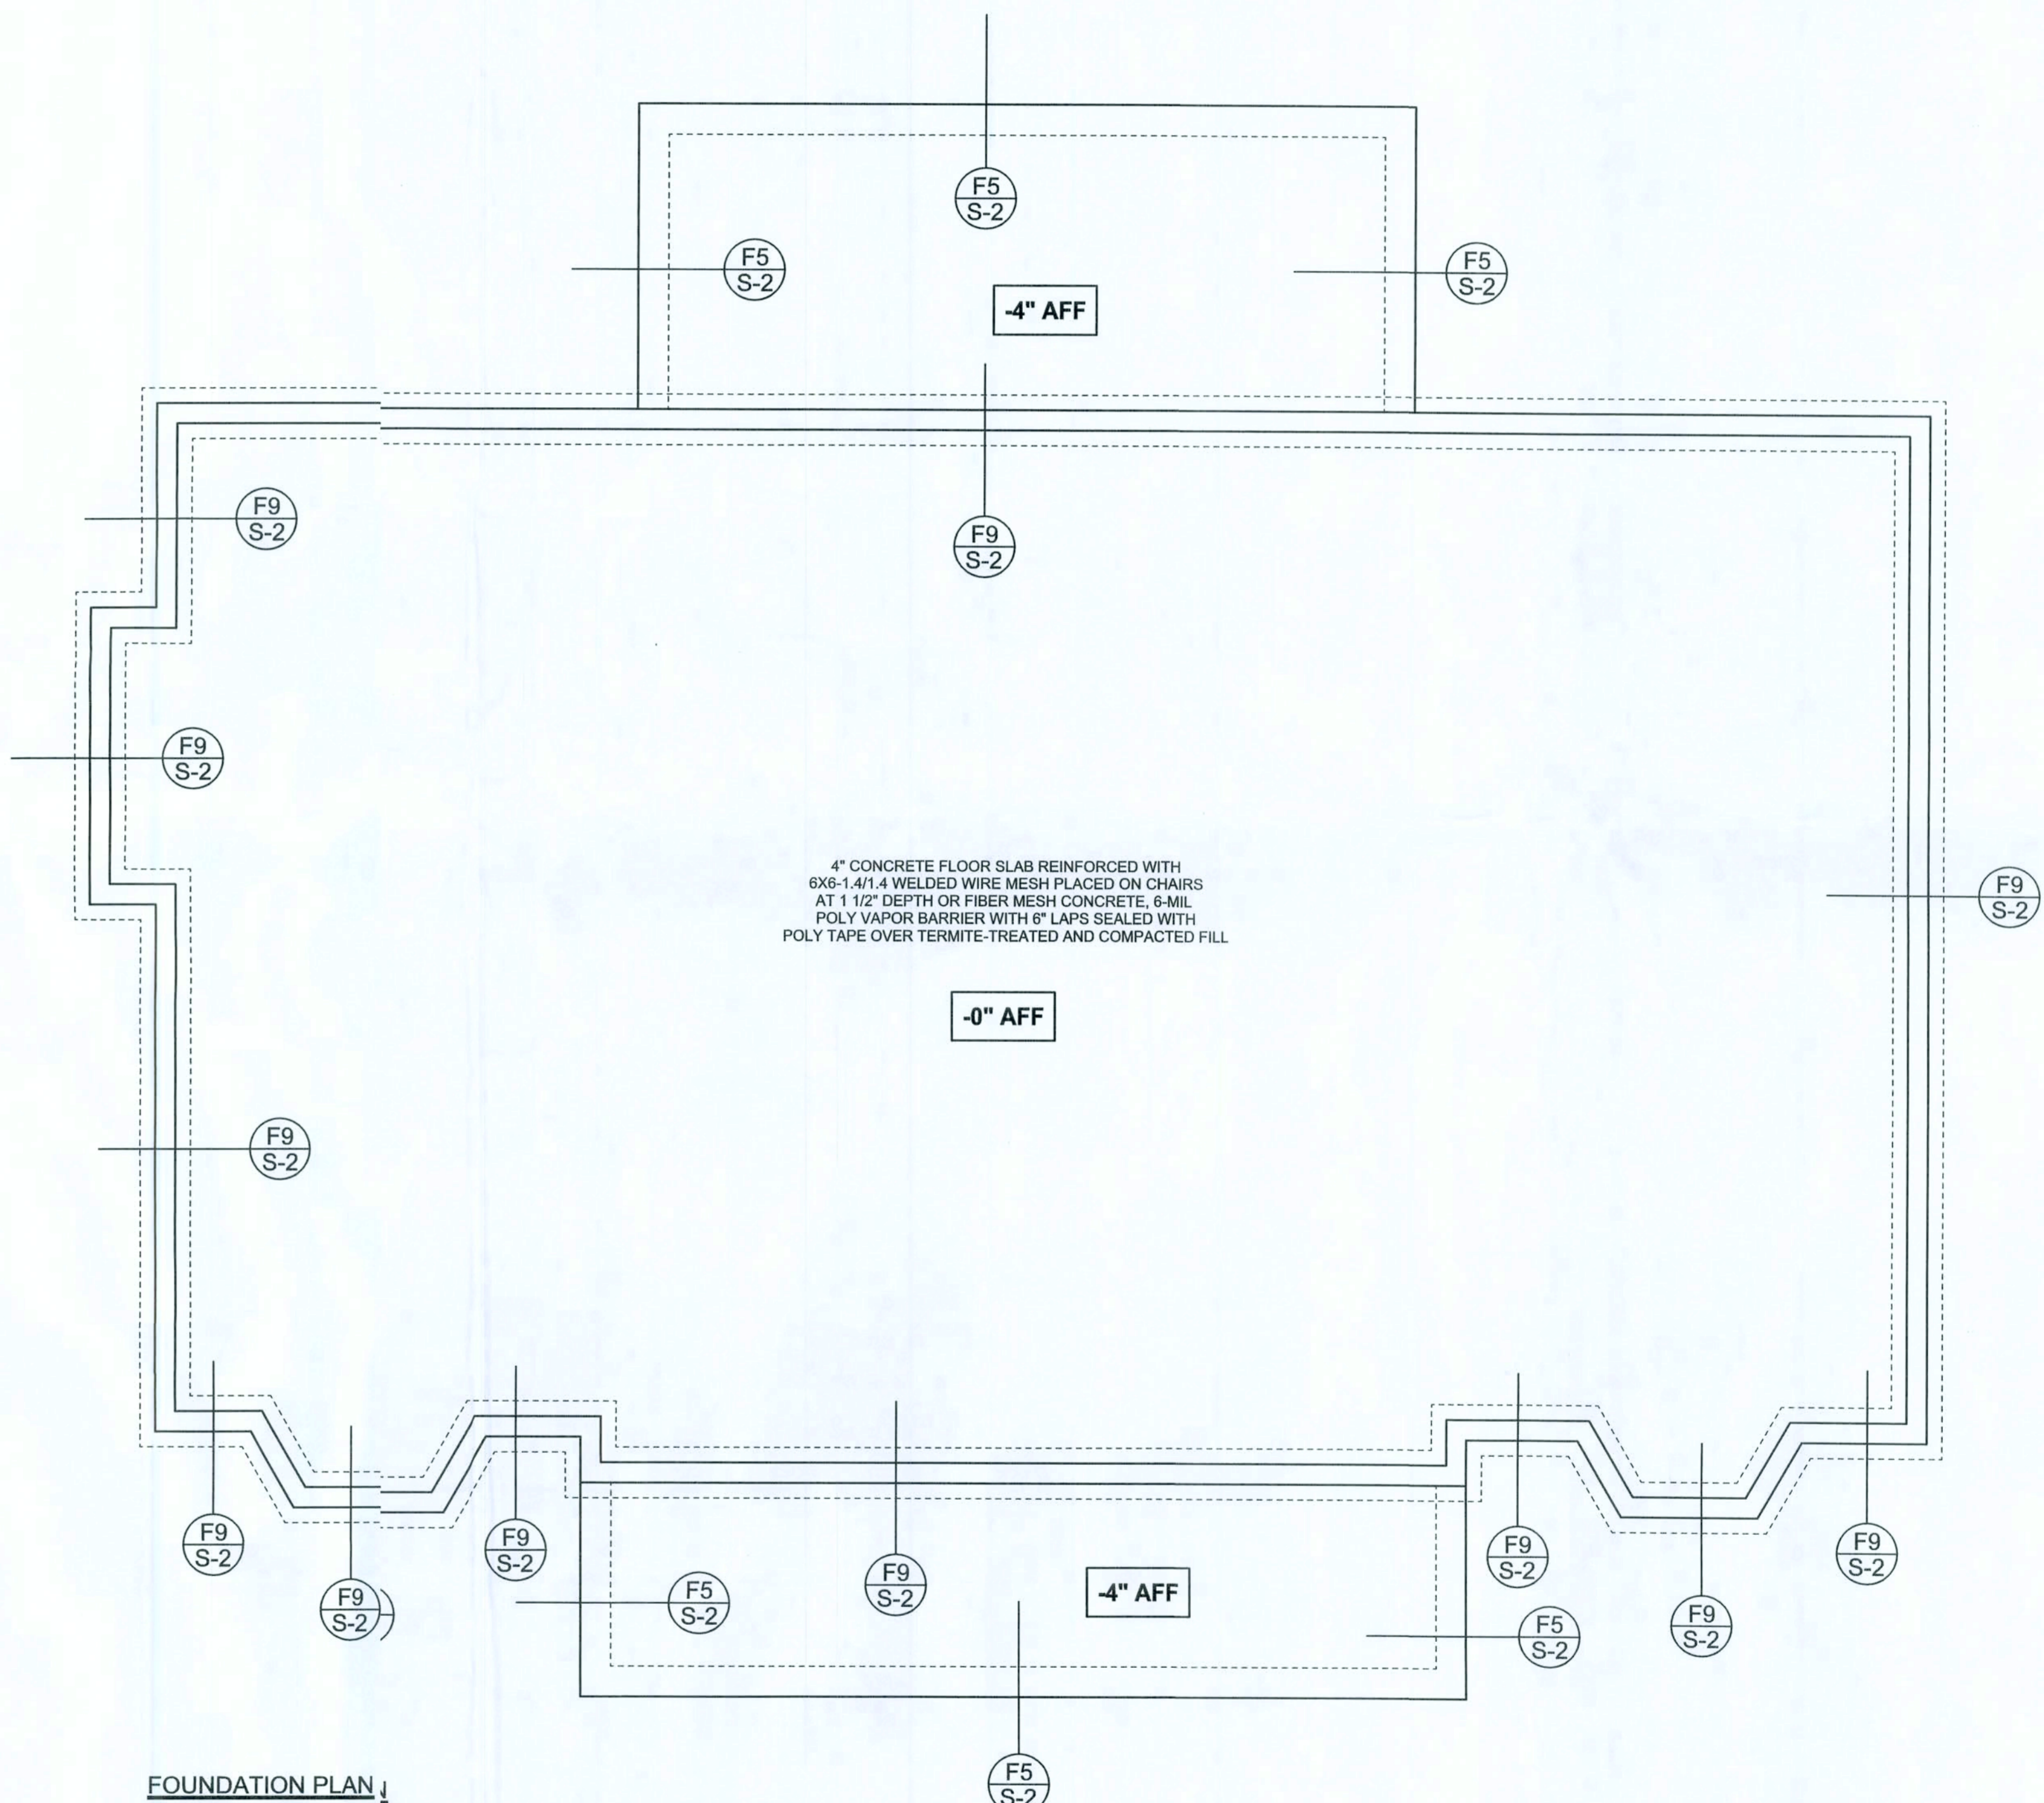 F5
S-2
F5
S-2
F5
S-2
-4" AFF
F9
S-2
F9
S-2
F9
S-2
4" CONCRETE FLOOR SLAB REINFORCED WITH
6X6-1.4/1.4 WELDED WIRE MESH PLACED ON CHAIRS
AT 1 1/2" DEPTH OR FIBER MESH CONCRETE, 6-MIL
POLY VAPOR BARRIER WITH 6" LAPS SEALED WITH
POLY TAPE OVER TERMITE-TREATED AND COMPACTED FILL
F9
S-2
-0" AFF
F9
S-2
F9
S-2
F9
S-2
F9
S-2
F9
S-2
F9
S-2
F9
S-2
F5
S-2
-4" AFF
F9
S-2
F5
S-2
F9
S-2
F5
S-2
FOUNDATION PLAN